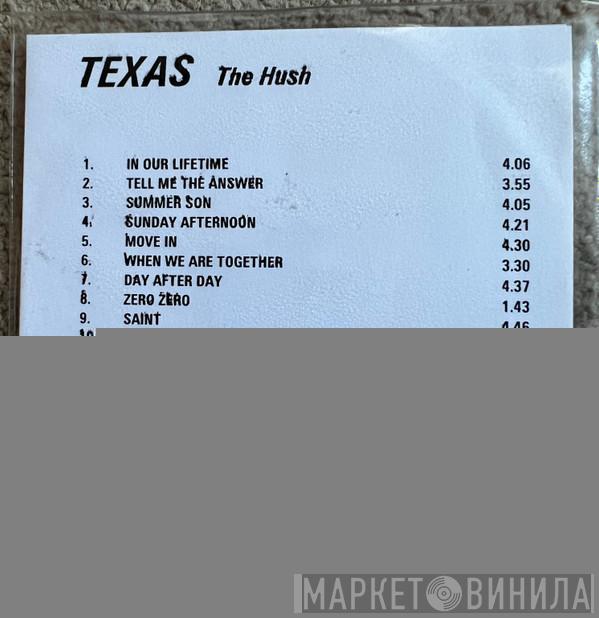 TEXAS The Hush
1. IN OUR LIFETIME 4.06
2. TELL ME THE ANSWER 3.55
3. SUMMER SON 4.05
4. SUNDAY AFTERNOON 4.21
5. MOVE IN 4.30
6. WHEN WE ARE TOGETHER 3.30
7. DAY AFTER DAY 4.37
8. ZERO ZERO 1.43
9. SAINT 4.46
МАРКЕТ ВИНИЛА